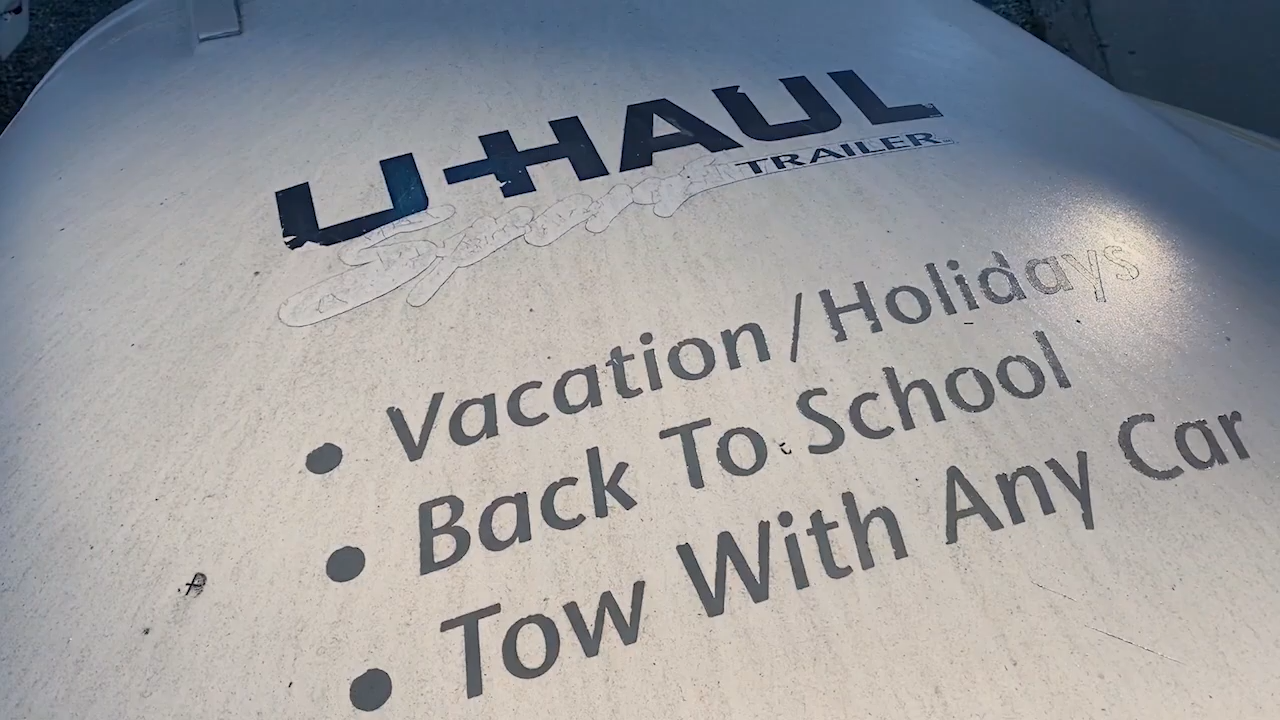 U-HAUL
TRAILER
• Vacation/Holidays
• Back To School
• Tow With Any Car